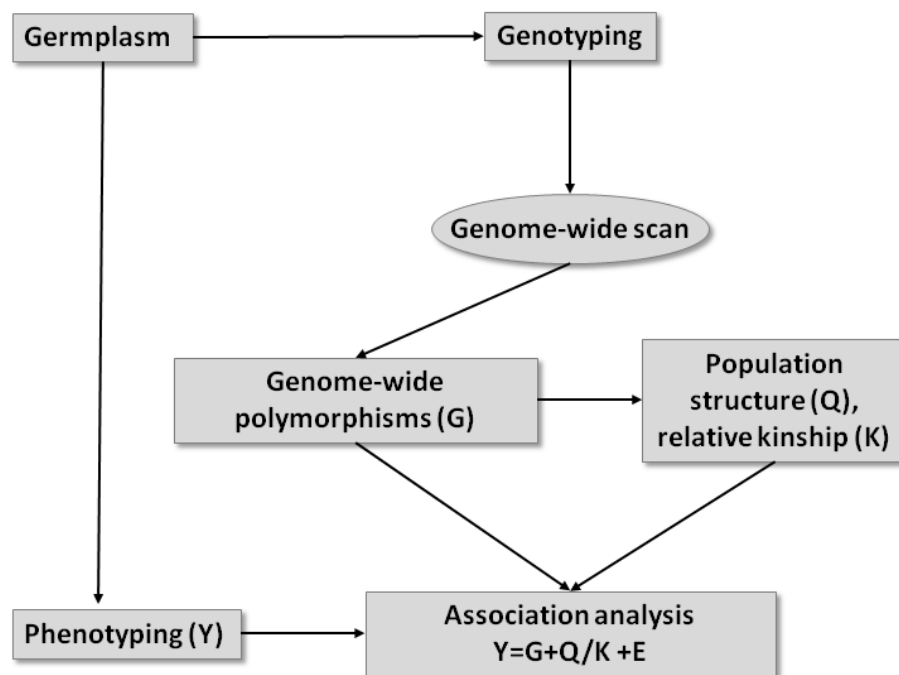 Germplasm
Genotyping
Genome-wide scan
Genome-wide
polymorphisms (G)
Population
structure (Q),
relative kinship (K)
Phenotyping (Y)
Association analysis
Y=G+Q/K +E